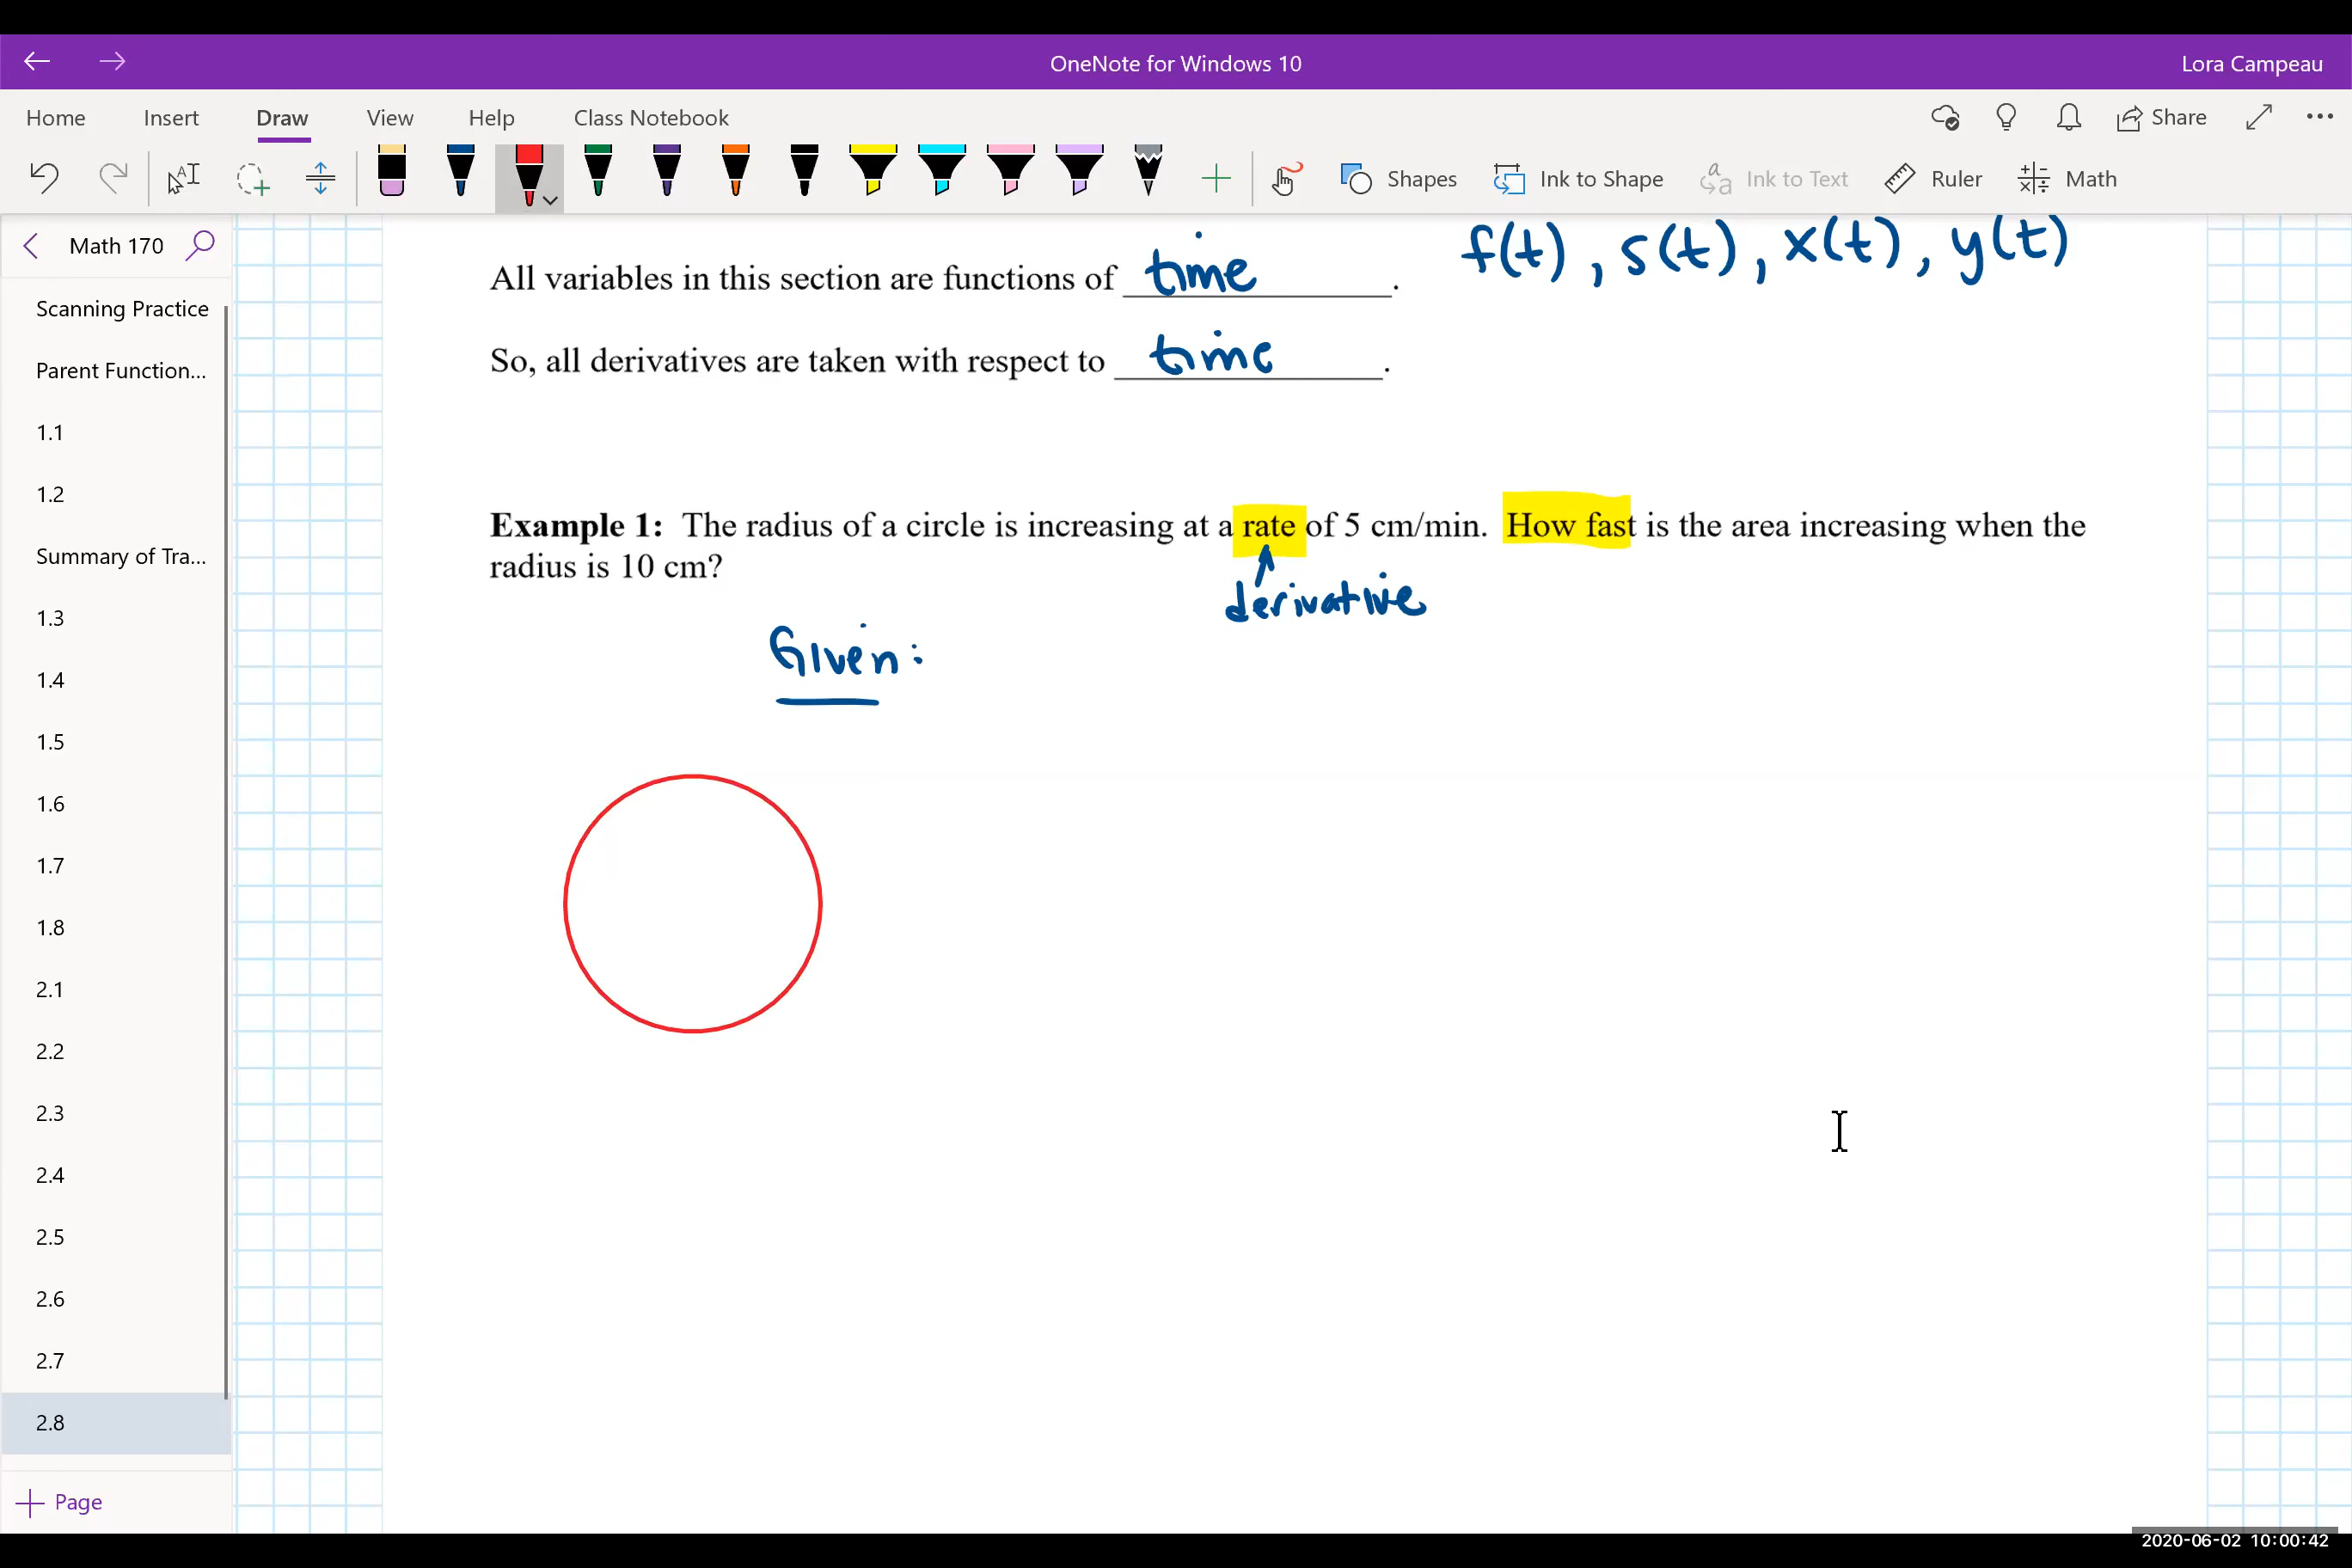 OneNote for Windows 10
Lora Campeau
Home Insert Draw View Help Class Notebook
Share
Shapes Ink to Shape Ink to Text Ruler Math
Math 170
Scanning Practice
Parent Function...
1.1
1.2
Summary of Tra...
1.3
1.4
1.5
1.6
1.7
1.8
2.1
2.2
2.3
2.4
2.5
2.6
2.7
2.8
Page
f(t), s(t), x(t), y(t)
All variables in this section are functions of time.
So, all derivatives are taken with respect to time.
Example 1: The radius of a circle is increasing at a rate of 5 cm/min. How fast is the area increasing when the
radius is 10 cm?
derivative
Given:
2020-06-02 10:00:42